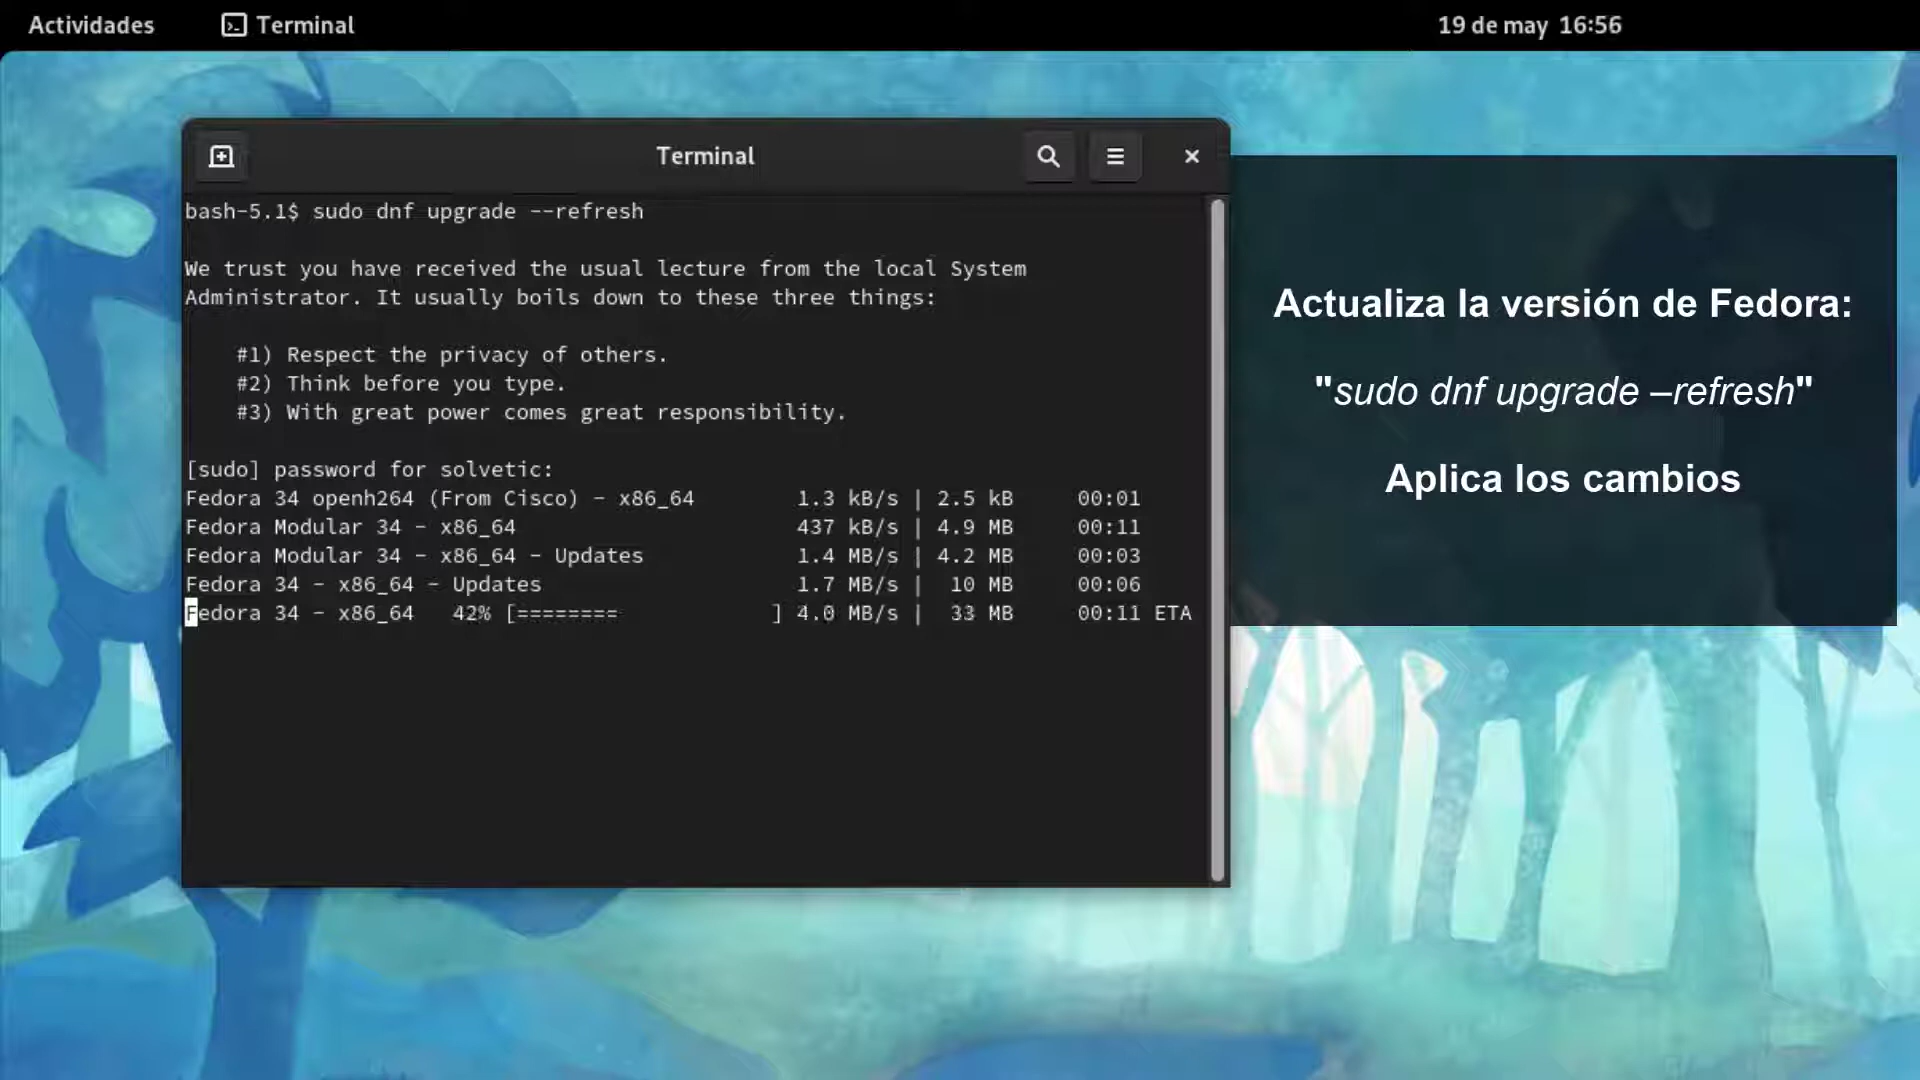 Actividades
Terminal
19 de may 16:56
Terminal
bash-5.1$ sudo dnf upgrade --refresh
We trust you have received the usual lecture from the local System
Administrator. It usually boils down to these three things:
#1) Respect the privacy of others.
#2) Think before you type.
#3) With great power comes great responsibility.
[sudo] password for solvetic:
Fedora 34 openh264 (From Cisco) - x86_64 1.3 kB/s | 2.5 kB 00:01
Fedora Modular 34 - x86_64 437 kB/s | 4.9 MB 00:11
Fedora Modular 34 - x86_64 - Updates 1.4 MB/s | 4.2 MB 00:03
Fedora 34 - x86_64 - Updates 1.7 MB/s | 10 MB 00:06
Fedora 34 - x86_64 42% [======== ] 4.0 MB/s | 33 MB 00:11 ETA
Actualiza la versión de Fedora:
"sudo dnf upgrade –refresh"
Aplica los cambios